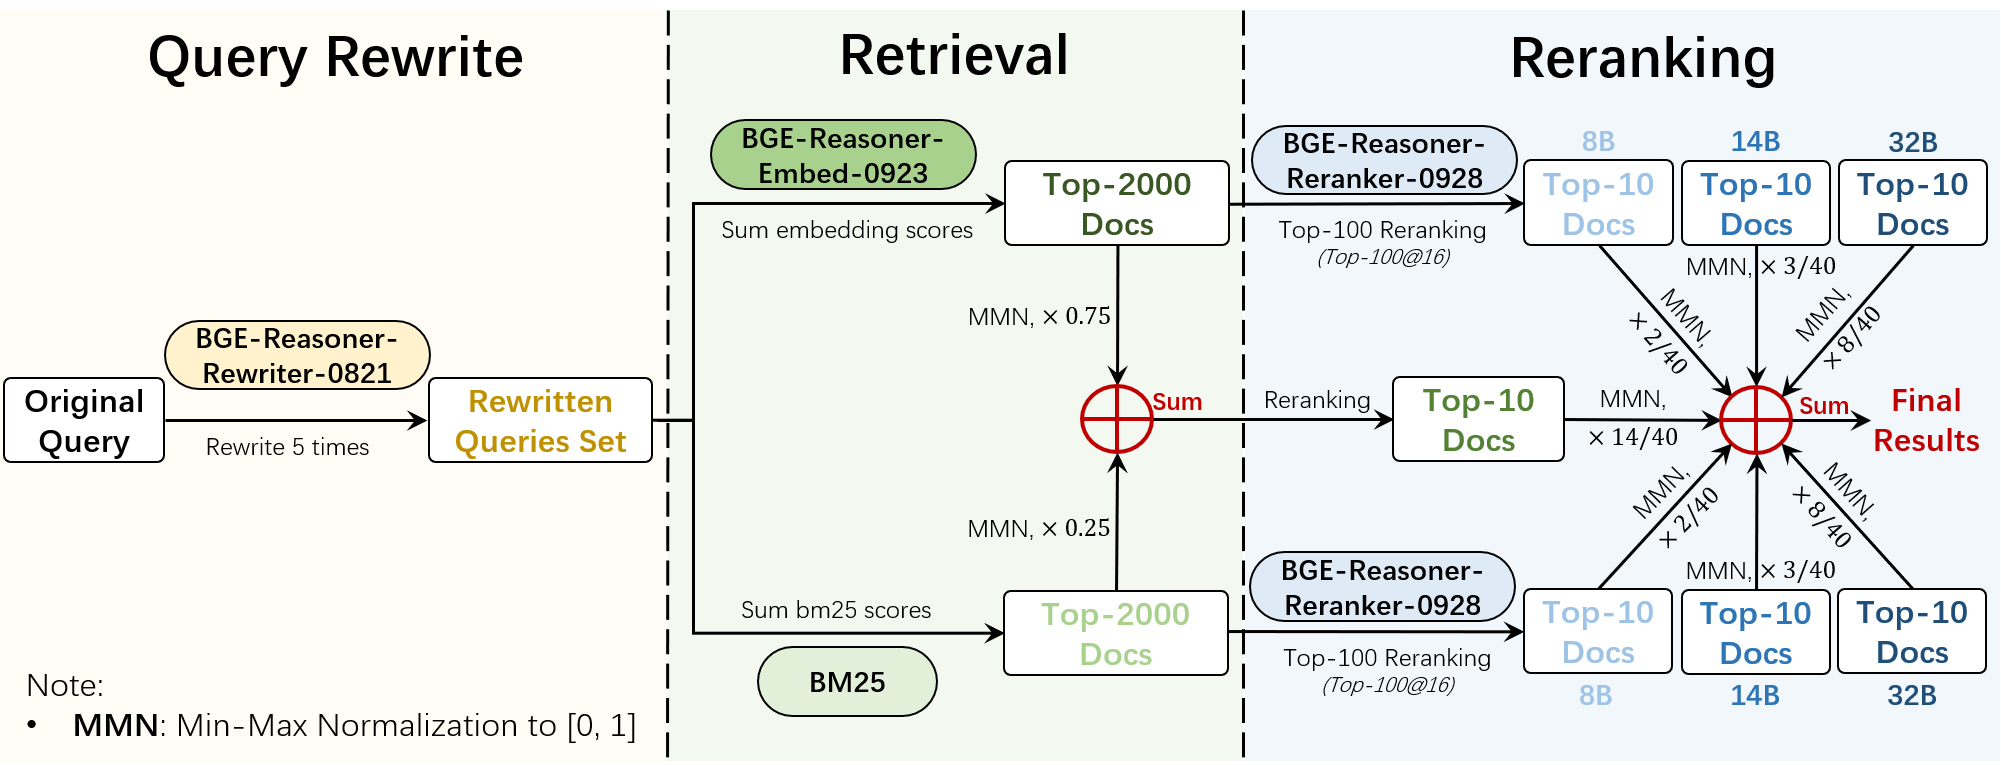 Query Rewrite
Original
Query
BGE-Reasoner-
Rewriter-0821
Rewrite 5 times
Rewritten
Queries Set
Note:
• MMN: Min-Max Normalization to [0, 1]
Retrieval
BGE-Reasoner-
Embed-0923
Sum embedding scores
Top-2000
Docs
MMN, × 0.75
Sum
MMN, × 0.25
Sum bm25 scores
BM25
Top-2000
Docs
Reranking
BGE-Reasoner-
Reranker-0928
Top-100 Reranking
(Top-100@16)
8B
Top-10
Docs
14B
Top-10
Docs
32B
Top-10
Docs
MMN,
× 2/40
MMN, × 3/40
MMN,
× 8/40
Reranking
Top-10
Docs
MMN,
× 14/40
Sum
Final
Results
MMN,
× 2/40
MMN, × 3/40
MMN,
× 8/40
BGE-Reasoner-
Reranker-0928
Top-100 Reranking
(Top-100@16)
Top-10
Docs
8B
Top-10
Docs
14B
Top-10
Docs
32B